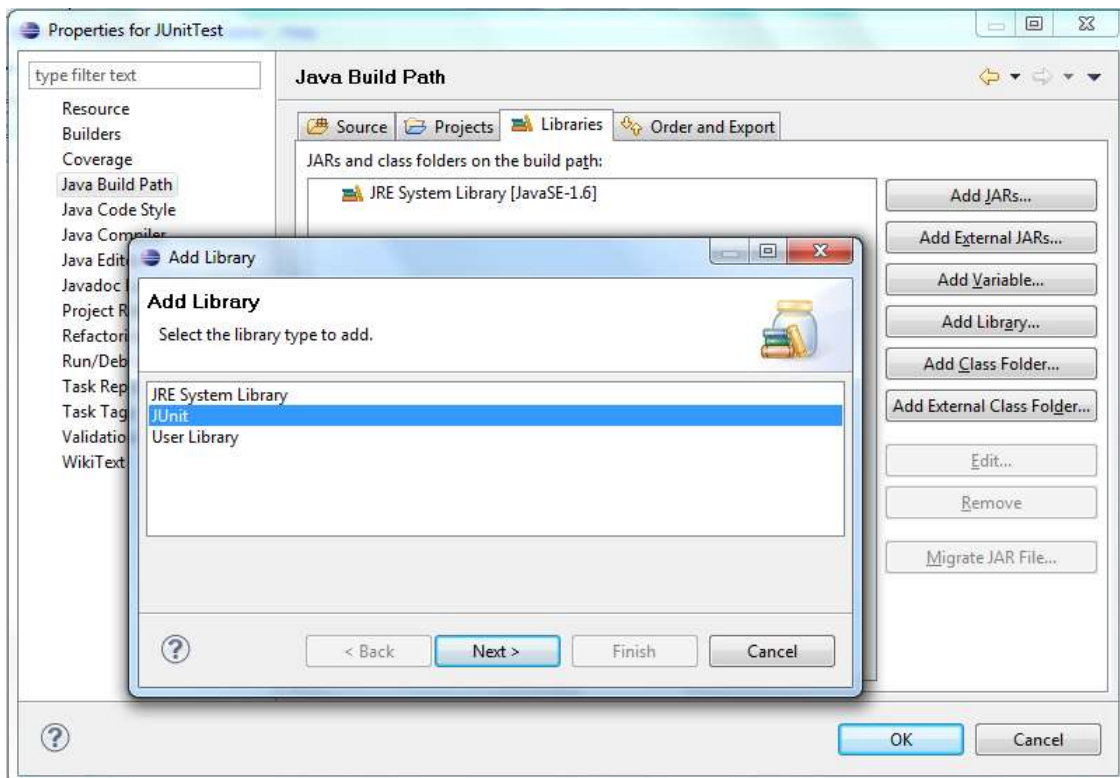 Properties for JUnitTest
type filter text
Resource
Builders
Coverage
Java Build Path
Java Code Style
Java Compiler
Java Edit
Javadoc
Project R
Refactori
Run/Deb
Task Rep
Task Tag
Validatio
WikiText
Java Build Path
Source Projects Libraries Order and Export
JARs and class folders on the build path:
JRE System Library [JavaSE-1.6]
Add JARs...
Add External JARs...
Add Variable...
Add Library...
Add Class Folder...
Add External Class Folder...
Edit...
Remove
Migrate JAR File...
Add Library
Add Library
Select the library type to add.
JRE System Library
JUnit
User Library
< Back Next > Finish Cancel
OK Cancel